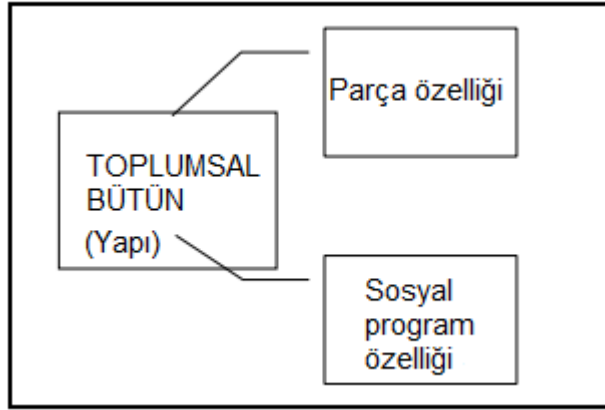 Parça özelliği
TOPLUMSAL
BÜTÜN
(Yapı)
Sosyal
program
özelliği